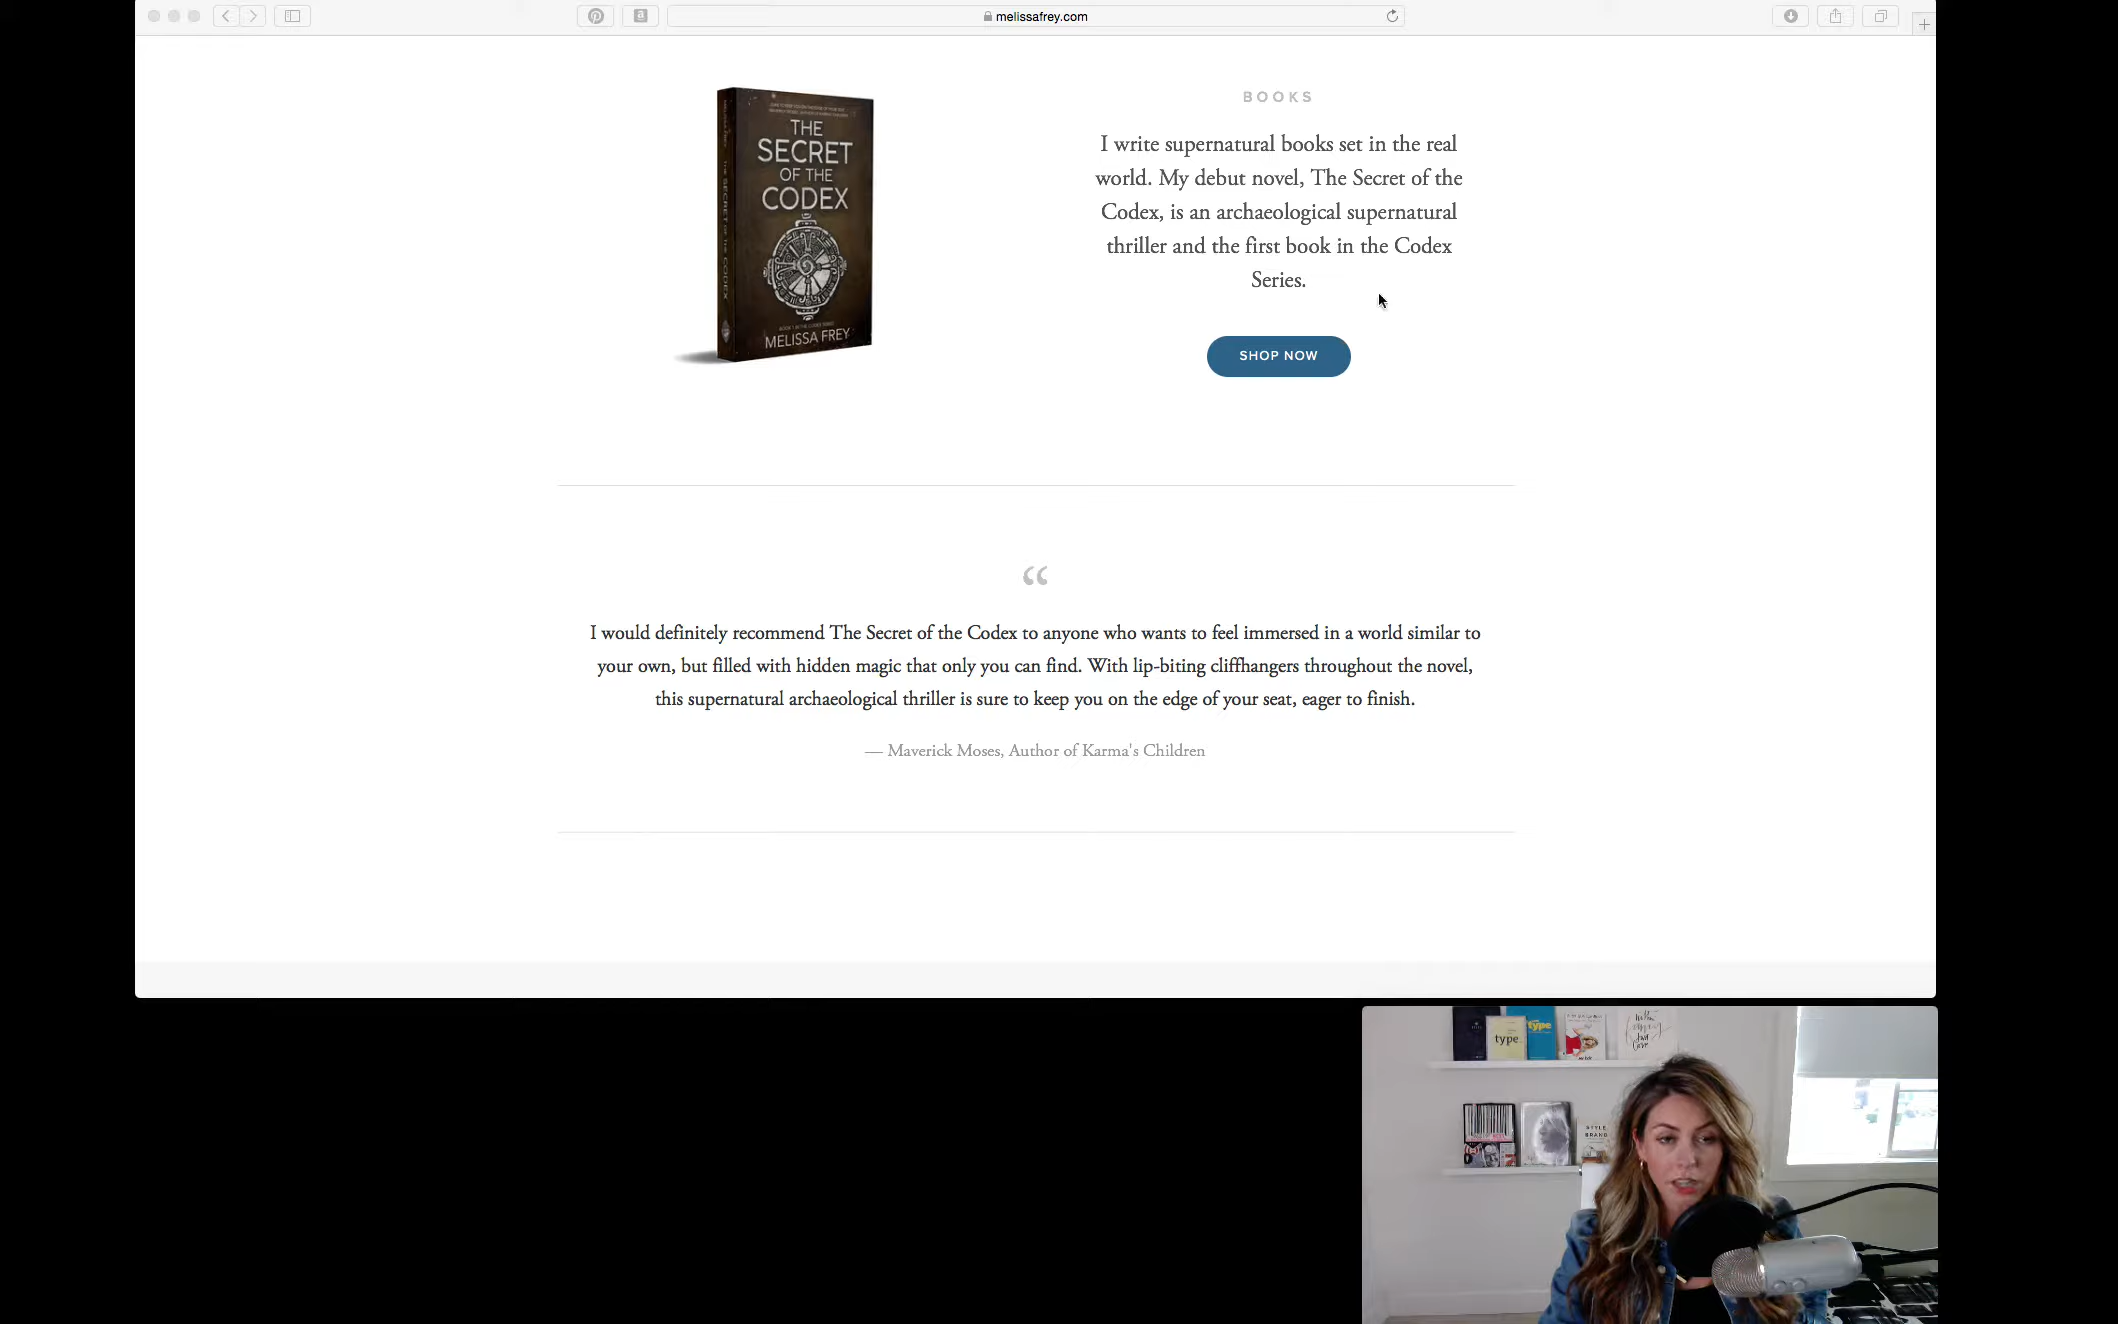 melissafrey.com
THE
SECRET
OF THE
CODEX
MELISSA FREY
BOOKS
I write supernatural books set in the real
world. My debut novel, The Secret of the
Codex, is an archaeological supernatural
thriller and the first book in the Codex
Series.
SHOP NOW
“
I would definitely recommend The Secret of the Codex to anyone who wants to feel immersed in a world similar to
your own, but filled with hidden magic that only you can find. With lip-biting cliffhangers throughout the novel,
this supernatural archaeological thriller is sure to keep you on the edge of your seat, eager to finish.
— Maverick Moses, Author of Karma's Children
type
type
STYLE
BRAND